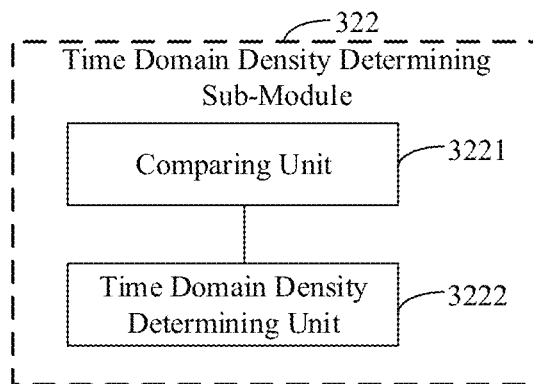 322
Time Domain Density Determining
Sub-Module
Comparing Unit
3221
Time Domain Density
Determining Unit
3222